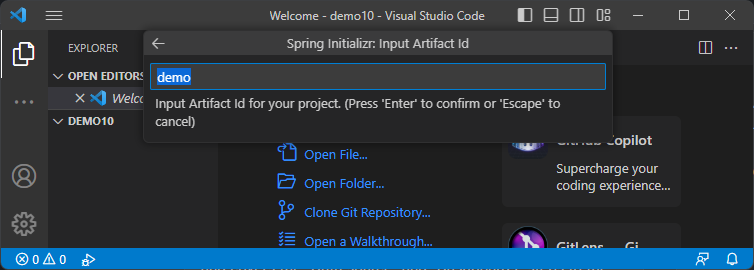 Welcome - demo10 - Visual Studio Code
Spring Initializr: Input Artifact Id
demo
Input Artifact Id for your project. (Press 'Enter' to confirm or 'Escape' to
cancel)
EXPLORER
OPEN EDITORS
Welcome
DEMO10
Open File...
Open Folder...
Clone Git Repository...
Open a Walkthrough...
GitHub Copilot
Supercharge your
coding experience...
GitLens — Gi...
0 0